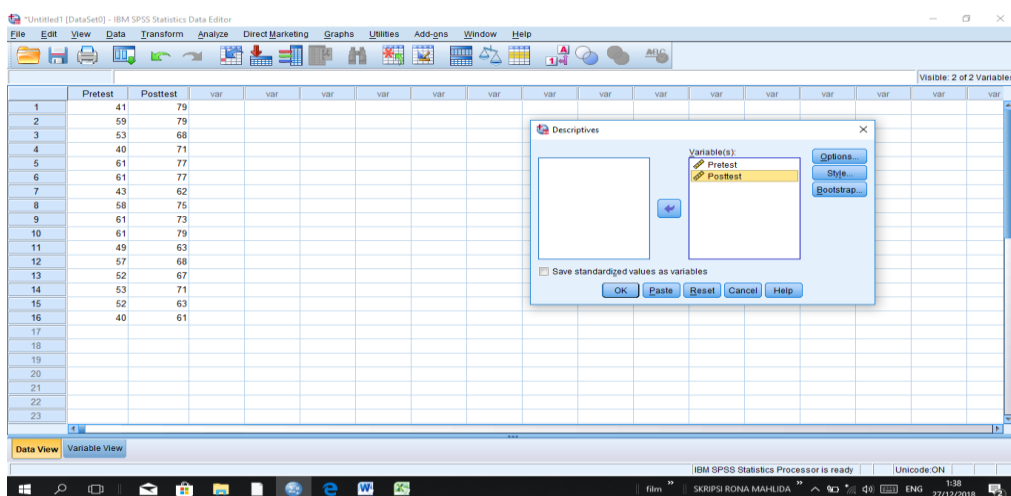 *Untitled1 [DataSet0] - IBM SPSS Statistics Data Editor
File Edit View Data Transform Analyze Direct Marketing Graphs Utilities Add-ons Window Help
Visible: 2 of 2 Variables
Pretest Posttest var var var var var var var var var var var var var
1 41 79
2 59 79
3 53 68
4 40 71
5 61 77
6 61 77
7 43 62
8 58 75
9 61 73
10 61 79
11 49 63
12 57 68
13 52 67
14 53 71
15 52 63
16 40 61
17
18
19
20
21
22
23
Descriptives
Variable(s):
Pretest
Posttest
Options...
Style...
Bootstrap...
Save standardized values as variables
OK Paste Reset Cancel Help
Data View Variable View
IBM SPSS Statistics Processor is ready Unicode:ON
film » SKRIPSI RONA MAHLIDA » ENG 1:38
27/12/2018